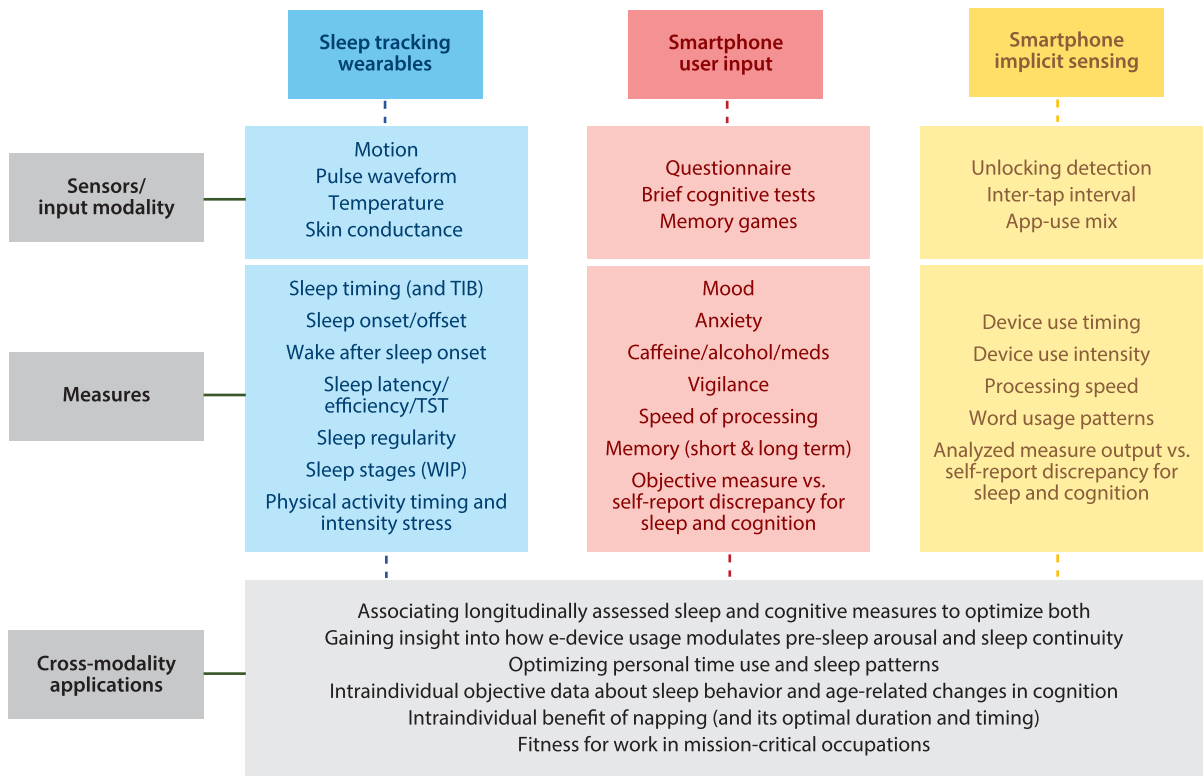 Sleep tracking
wearables
Smartphone
user input
Smartphone
implicit sensing
Sensors/
input modality
Motion
Pulse waveform
Temperature
Skin conductance
Questionnaire
Brief cognitive tests
Memory games
Unlocking detection
Inter-tap interval
App-use mix
Measures
Sleep timing (and TIB)
Sleep onset/offset
Wake after sleep onset
Sleep latency/
efficiency/TST
Sleep regularity
Sleep stages (WIP)
Physical activity timing and
intensity stress
Mood
Anxiety
Caffeine/alcohol/meds
Vigilance
Speed of processing
Memory (short & long term)
Objective measure vs.
self-report discrepancy for
sleep and cognition
Device use timing
Device use intensity
Processing speed
Word usage patterns
Analyzed measure output vs.
self-report discrepancy for
sleep and cognition
Cross-modality
applications
Associating longitudinally assessed sleep and cognitive measures to optimize both
Gaining insight into how e-device usage modulates pre-sleep arousal and sleep continuity
Optimizing personal time use and sleep patterns
Intraindividual objective data about sleep behavior and age-related changes in cognition
Intraindividual benefit of napping (and its optimal duration and timing)
Fitness for work in mission-critical occupations